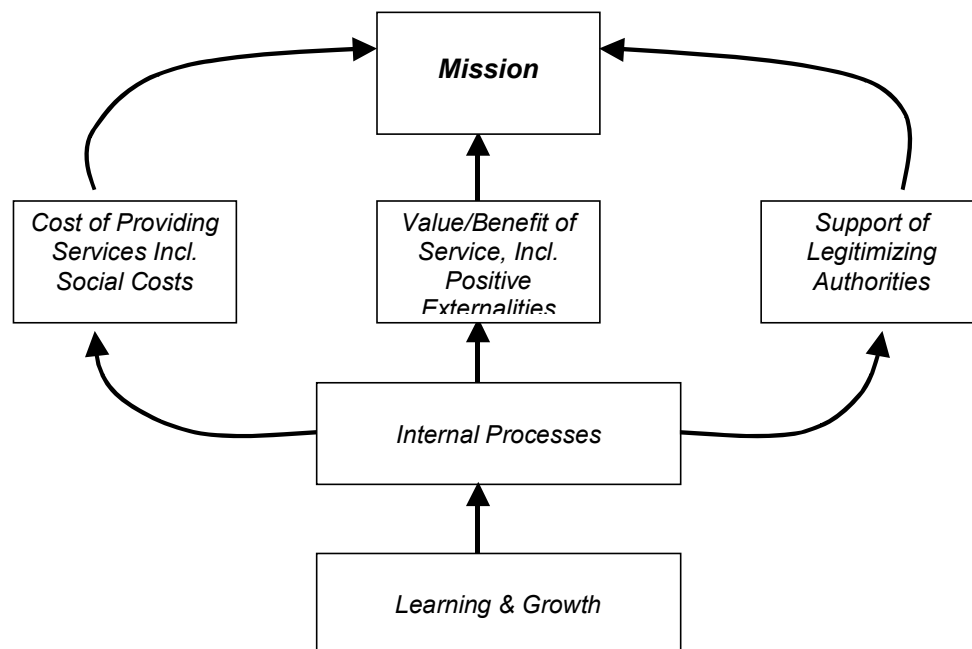 Mission
Cost of Providing
Services Incl.
Social Costs
Value/Benefit of
Service, Incl.
Positive
Externalities
Support of
Legitimizing
Authorities
Internal Processes
Learning & Growth